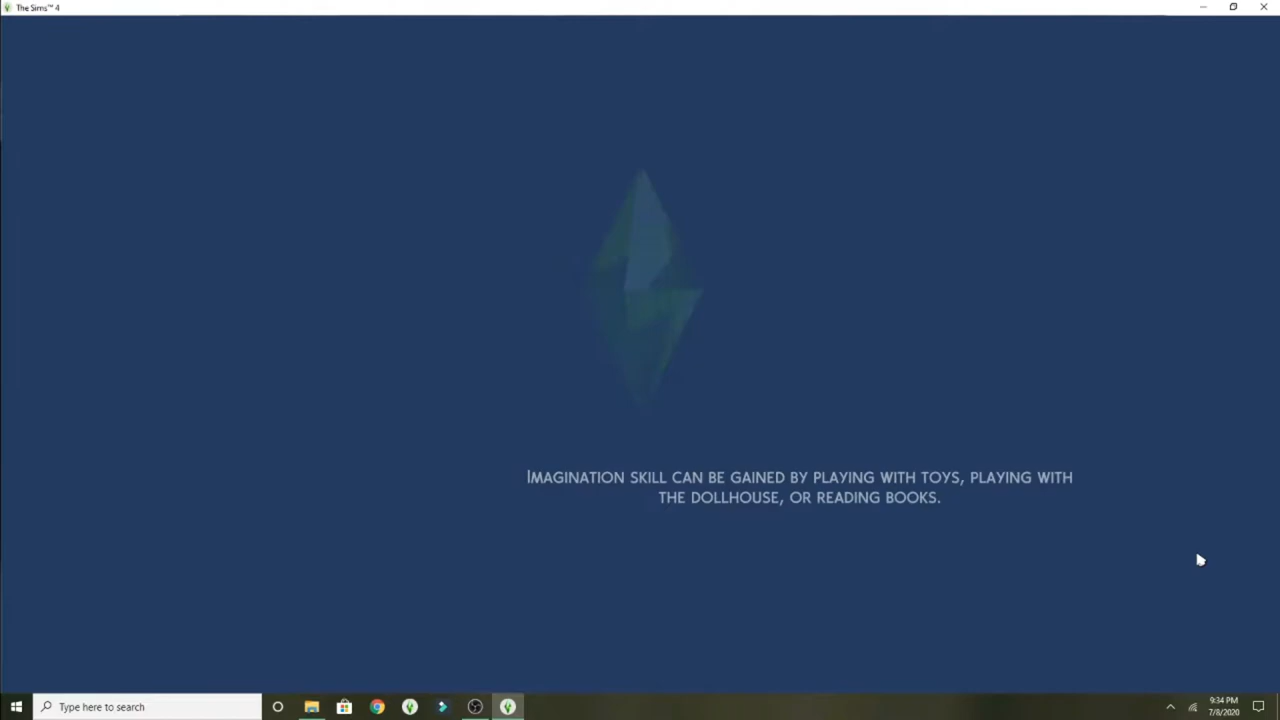 The Sims™ 4
IMAGINATION SKILL CAN BE GAINED BY PLAYING WITH TOYS, PLAYING WITH
THE DOLLHOUSE, OR READING BOOKS.
Type here to search
9:34 PM
7/8/2020